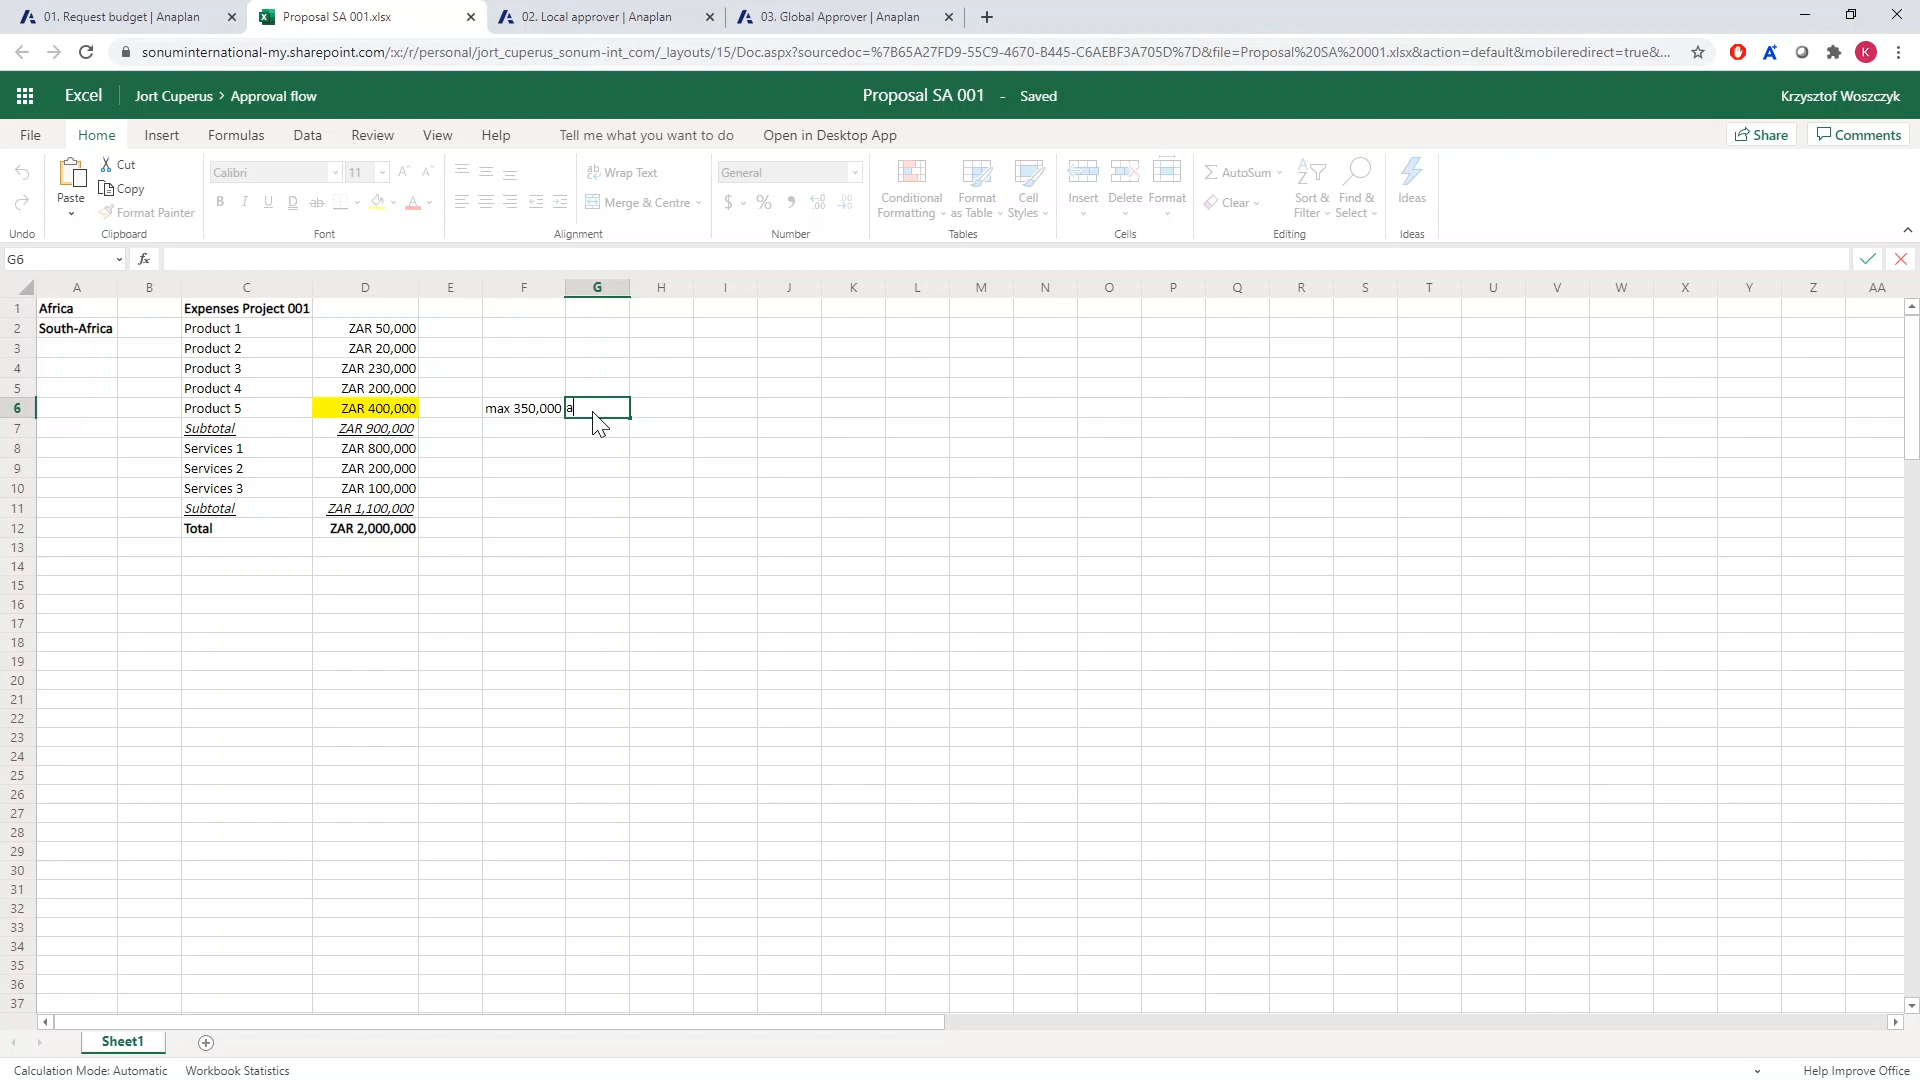 01. Request budget | Anaplan
Proposal SA 001.xlsx
02. Local approver | Anaplan
03. Global Approver | Anaplan
sonuminternational-my.sharepoint.com/:x:/r/personal/jort_cuperus_sonum-int_com/_layouts/15/Doc.aspx?sourcedoc=%7B65A27FD9-55C9-4670-B445-C6AEBF3A705D%7D&file=Proposal%20SA%20001.xlsx&action=default&mobileredirect=true&...
K
Excel
Jort Cuperus > Approval flow
Proposal SA 001 - Saved
Krzysztof Woszczyk
File Home Insert Formulas Data Review View Help Tell me what you want to do Open in Desktop App
Share
Comments
Paste
Cut
Copy
Format Painter
Calibri 11
B I U D ab
Wrap Text
Merge & Centre
General
$ % 9
Conditional Formatting
Format as Table
Cell Styles
Insert
Delete
Format
AutoSum
Clear
Sort & Filter
Find & Select
Ideas
Undo Clipboard Font Alignment Number Tables Cells Editing Ideas
G6 fx
A B C D E F G H I J K L M N O P Q R S T U V W X Y Z AA
1 Africa Expenses Project 001
2 South-Africa Product 1 ZAR 50,000
3 Product 2 ZAR 20,000
4 Product 3 ZAR 230,000
5 Product 4 ZAR 200,000
6 Product 5 ZAR 400,000 max 350,000 a
7 Subtotal ZAR 900,000
8 Services 1 ZAR 800,000
9 Services 2 ZAR 200,000
10 Services 3 ZAR 100,000
11 Subtotal ZAR 1,100,000
12 Total ZAR 2,000,000
13
14
15
16
17
18
19
20
21
22
23
24
25
26
27
28
29
30
31
32
33
34
35
36
37
Sheet1
Calculation Mode: Automatic Workbook Statistics
Help Improve Office